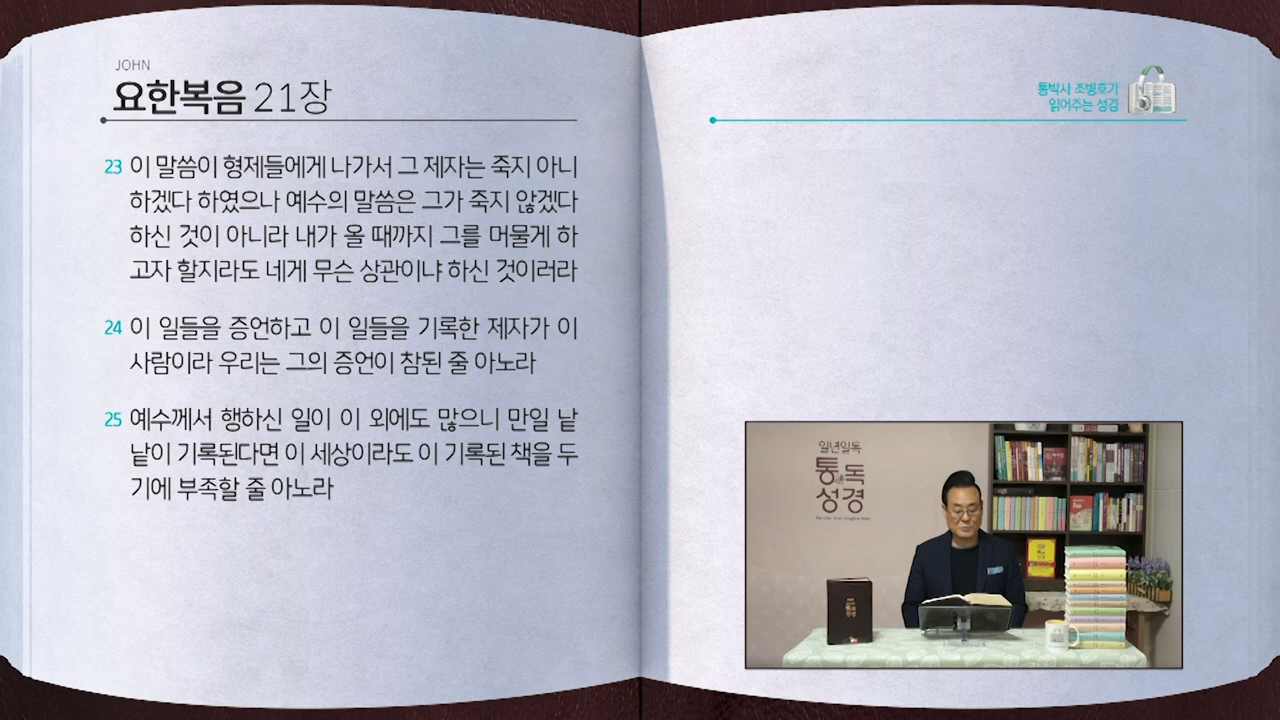 JOHN
요한복음 21장
23 이 말씀이 형제들에게 나가서 그 제자는 죽지 아니
하겠다 하였으나 예수의 말씀은 그가 죽지 않겠다
하신 것이 아니라 내가 올 때까지 그를 머물게 하
고자 할지라도 네게 무슨 상관이냐 하신 것이러라
24 이 일들을 증언하고 이 일들을 기록한 제자가 이
사람이라 우리는 그의 증언이 참된 줄 아노라
25 예수께서 행하신 일이 이 외에도 많으니 만일 낱
낱이 기록된다면 이 세상이라도 이 기록된 책을 두
기에 부족할 줄 아노라
통박사 조병호가
읽어주는 성경
일년일독
통독
성경